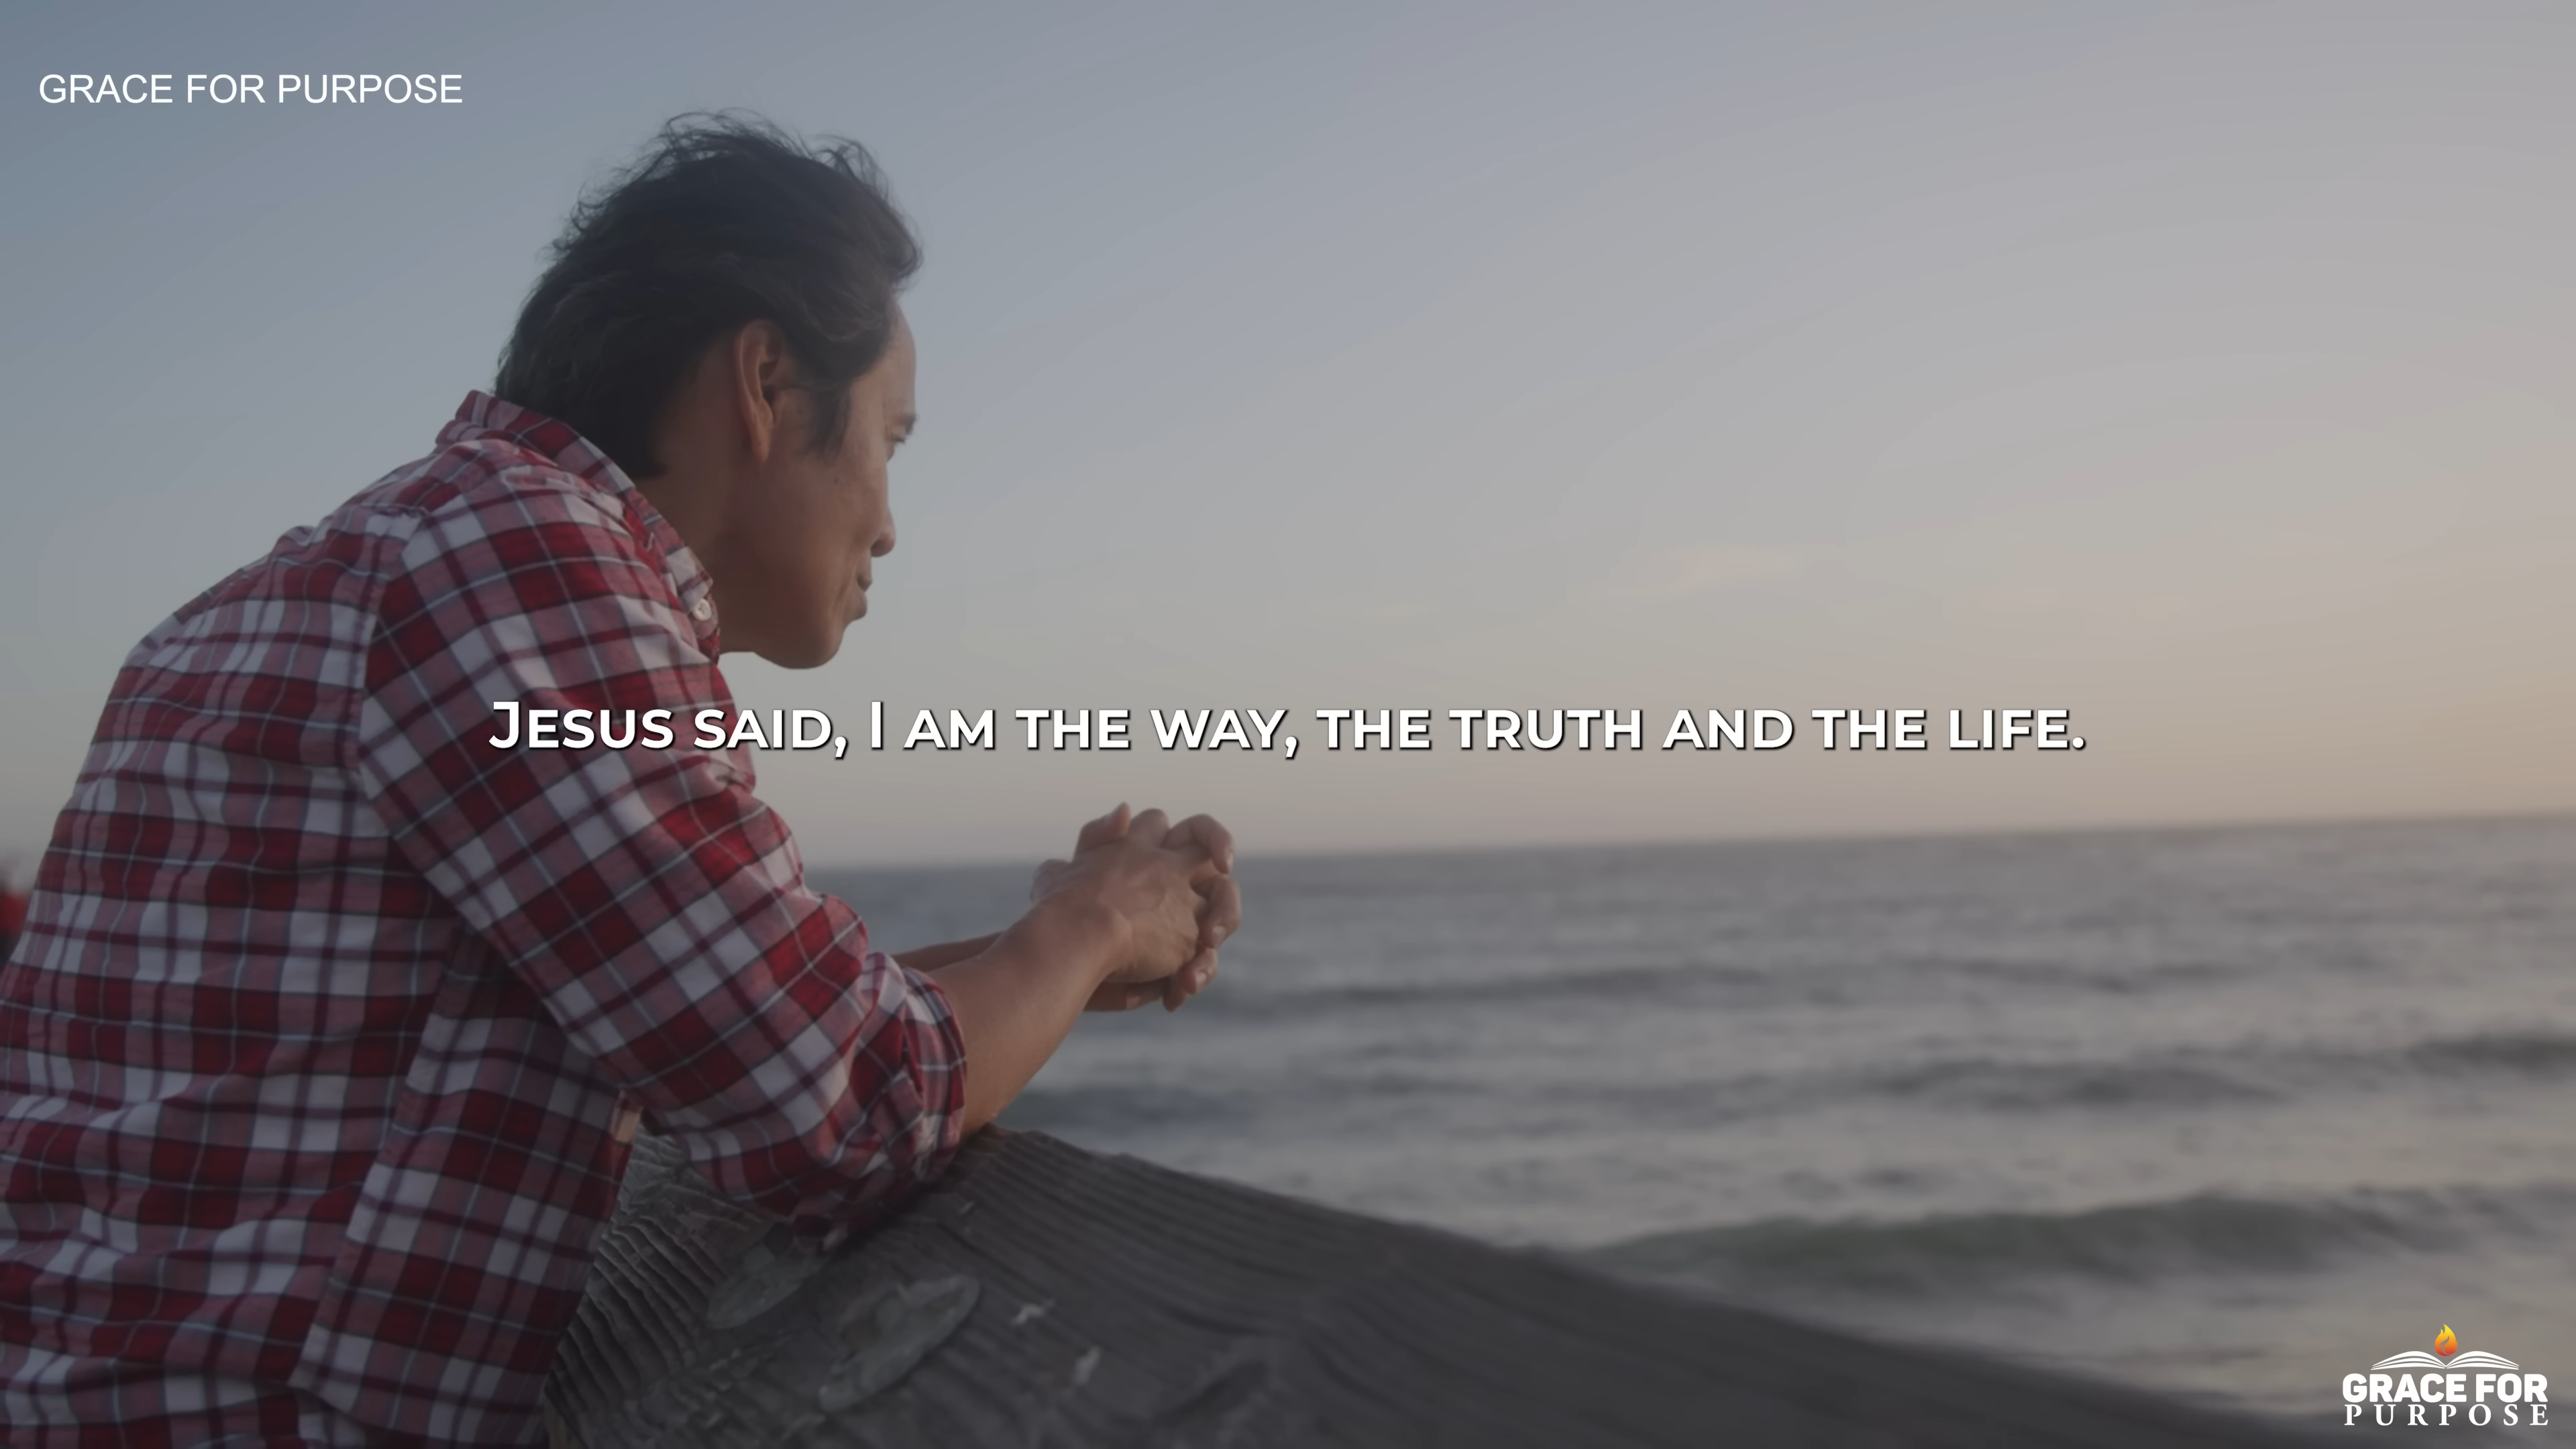 GRACE FOR PURPOSE
JESUS SAID, I AM THE WAY, THE TRUTH AND THE LIFE.
GRACE FOR
PURPOSE